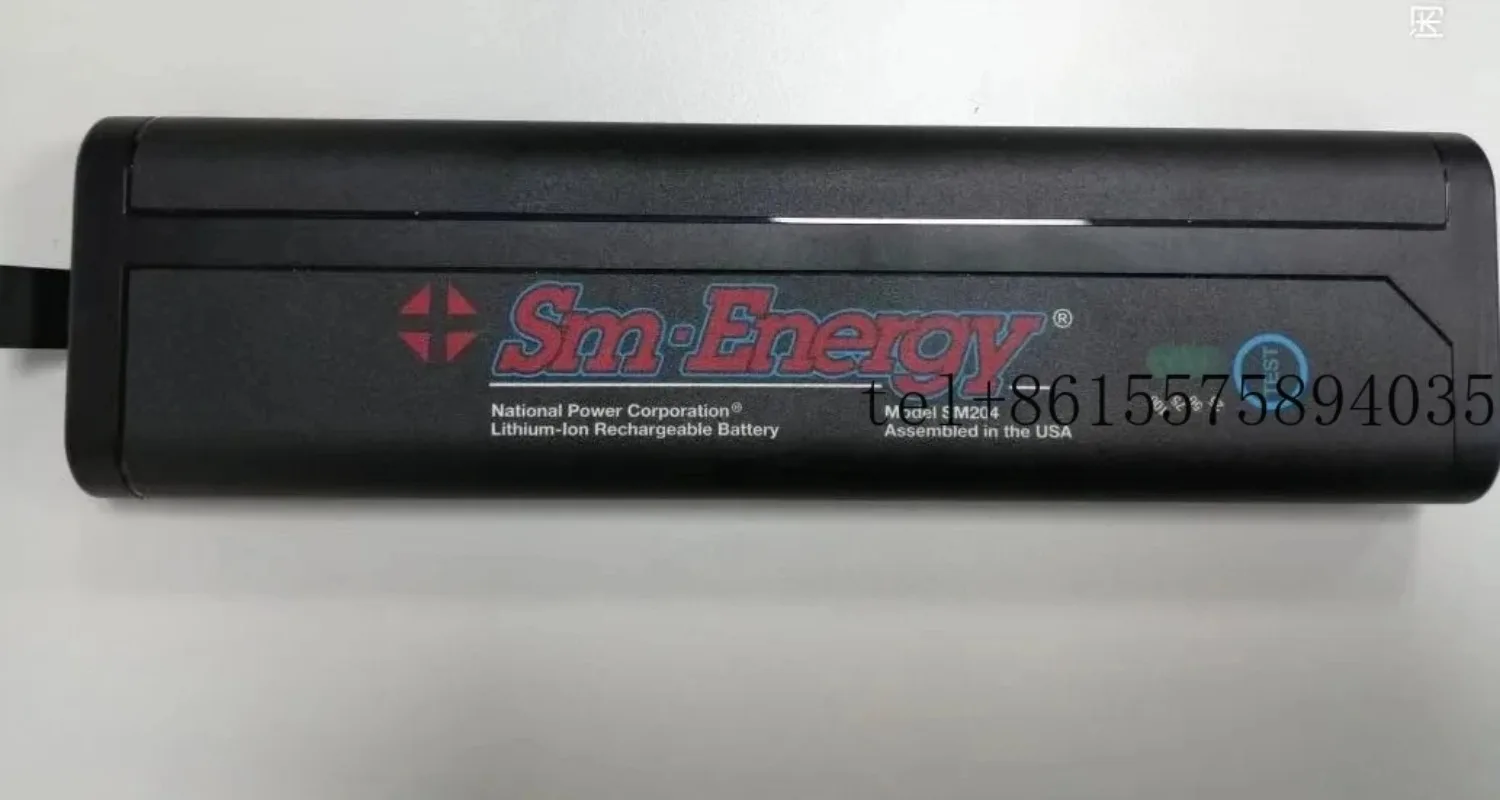 Sm·Energy®
National Power Corporation®
Lithium-Ion Rechargeable Battery
Model SM204
Assembled in the USA
TEST
tel+8615575894035